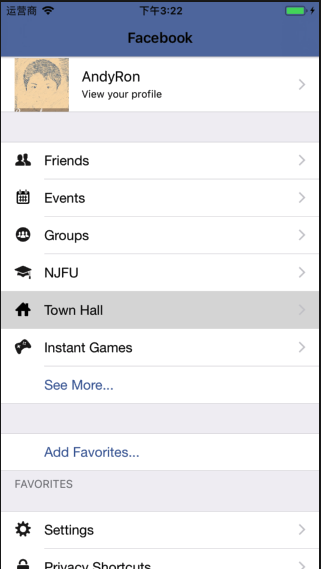 运营商 下午3:22
Facebook
AndyRon
View your profile
Friends
Events
Groups
NJFU
Town Hall
Instant Games
See More...
Add Favorites...
FAVORITES
Settings
Privacy Shortcuts